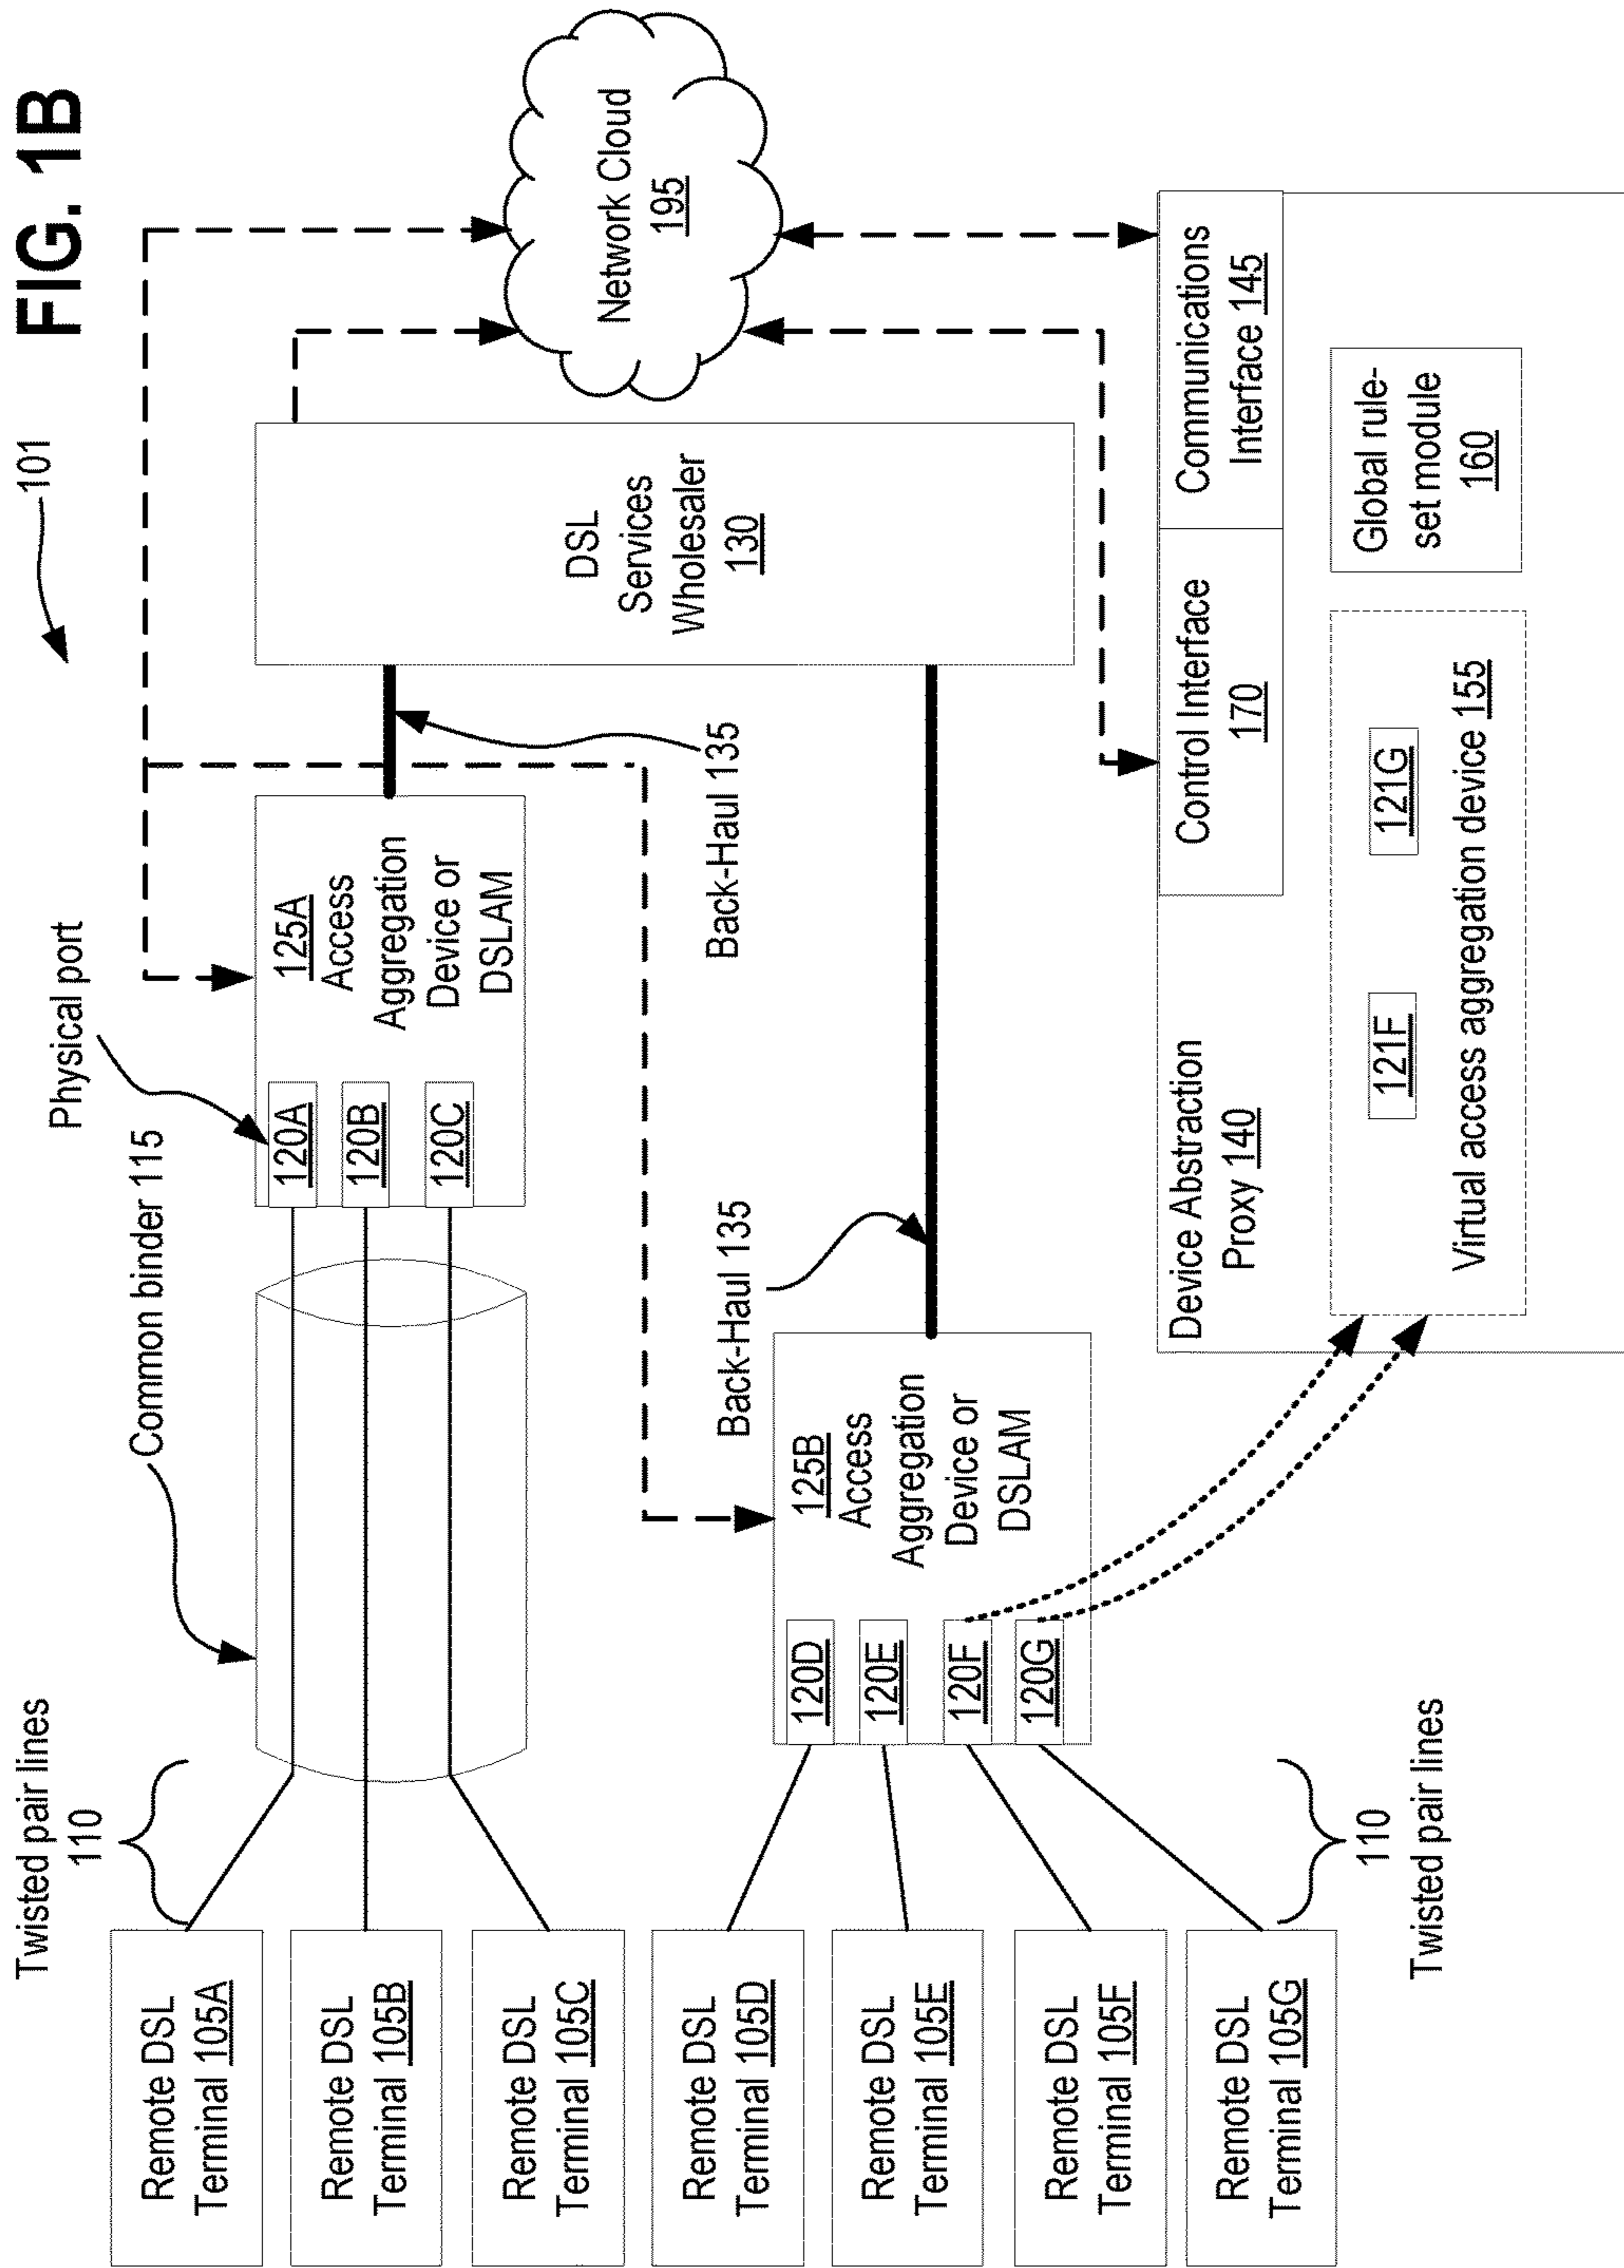 FIG. 1B
101
Twisted pair lines
110
Common binder 115
Physical port
Remote DSL
Terminal 105A
Remote DSL
Terminal 105B
Remote DSL
Terminal 105C
Remote DSL
Terminal 105D
Remote DSL
Terminal 105E
Remote DSL
Terminal 105F
Remote DSL
Terminal 105G
110
Twisted pair lines
120A
120B
120C
125A
Access
Aggregation
Device or
DSLAM
Back-Haul 135
120D
120E
120F
120G
125B
Access
Aggregation
Device or
DSLAM
Back-Haul 135
DSL
Services
Wholesaler
130
Network Cloud
195
Device Abstraction
Proxy 140
Control Interface
170
Communications
Interface 145
121F
121G
Virtual access aggregation device 155
Global rule-
set module
160